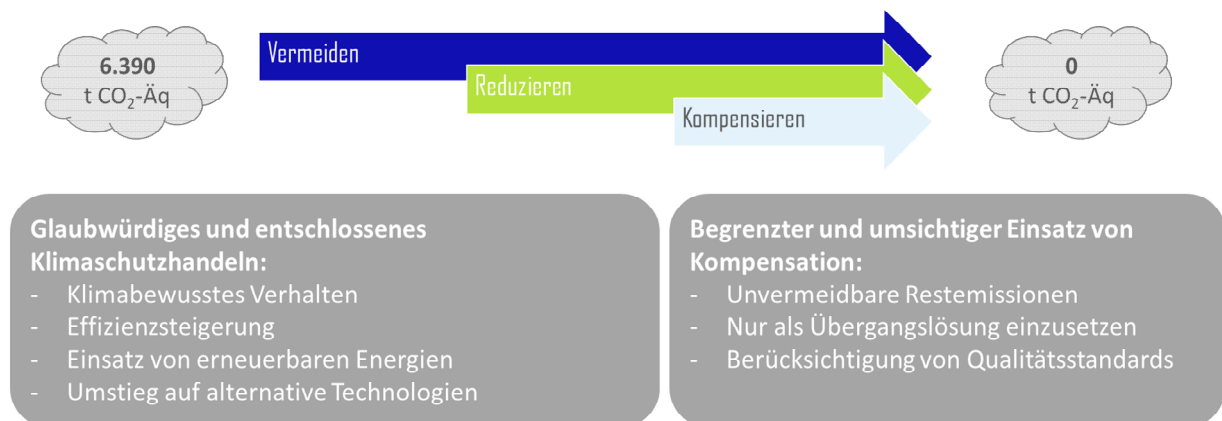 6.390
t CO₂-Äq
Vermeiden
Reduzieren
Kompensieren
0
t CO₂-Äq
Glaubwürdiges und entschlossenes
Klimaschutzhandeln:
- Klimabewusstes Verhalten
- Effizienzsteigerung
- Einsatz von erneuerbaren Energien
- Umstieg auf alternative Technologien
Begrenzter und umsichtiger Einsatz von
Kompensation:
- Unvermeidbare Restemissionen
- Nur als Übergangslösung einzusetzen
- Berücksichtigung von Qualitätsstandards